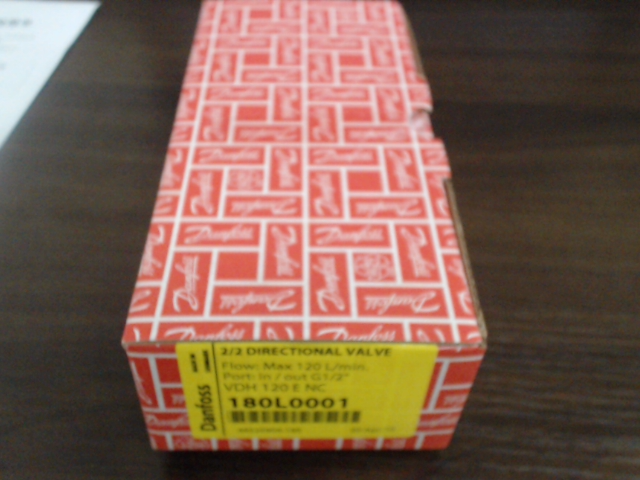 2/2 DIRECTIONAL VALVE
Flow: Max 120 L/min.
Port: In / out G1/2"
VDH 120 E NC
180L0001
Danfoss